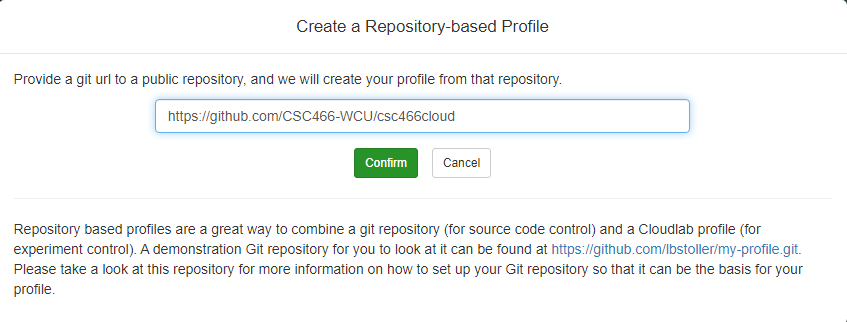 Create a Repository-based Profile
Provide a git url to a public repository, and we will create your profile from that repository.
https://github.com/CSC466-WCU/csc466cloud
Confirm Cancel
Repository based profiles are a great way to combine a git repository (for source code control) and a Cloudlab profile (for
experiment control). A demonstration Git repository for you to look at it can be found at https://github.com/lbstoller/my-profile.git.
Please take a look at this repository for more information on how to set up your Git repository so that it can be the basis for your
profile.